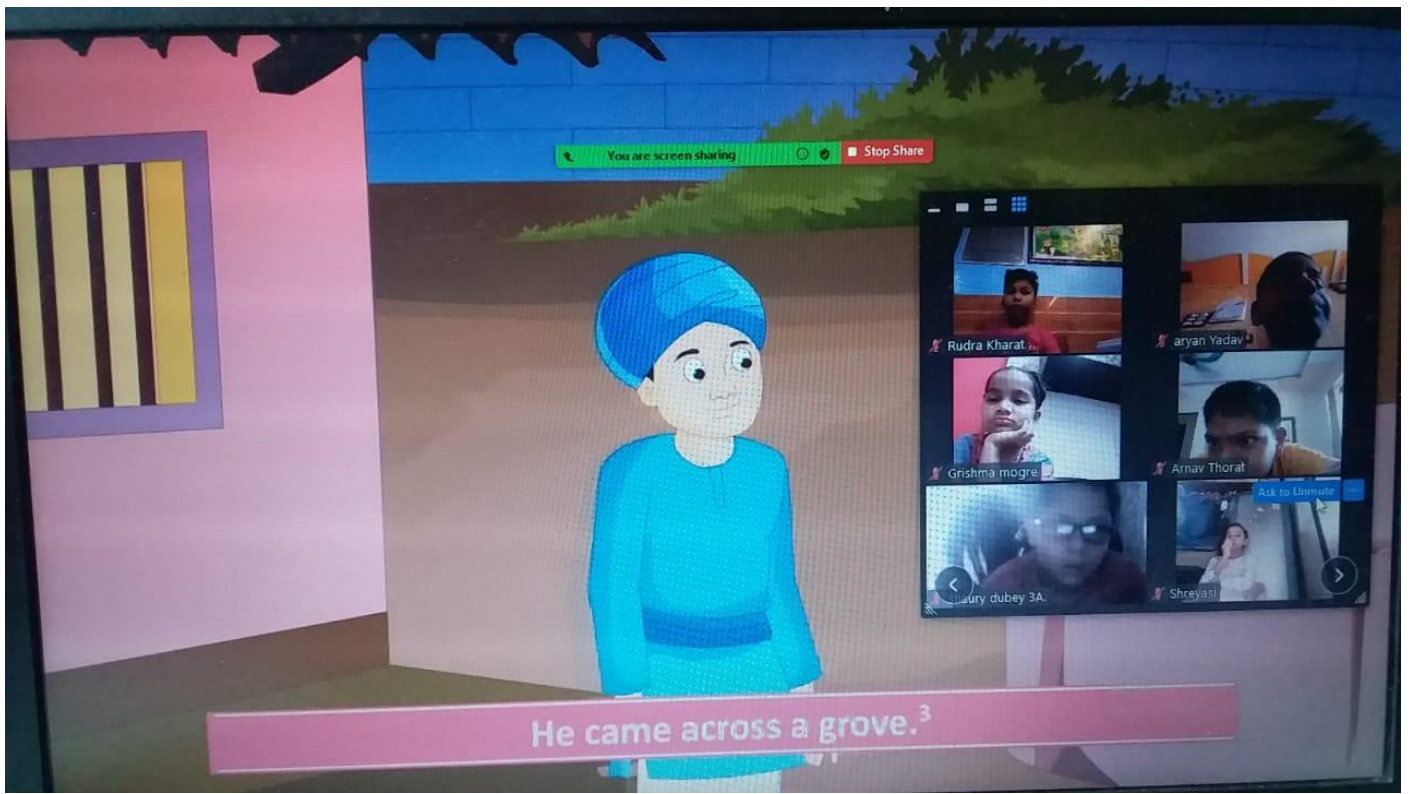 You are screen sharing
Stop Share
Rudra Kharat
aryan Yadav
Grishma mogre
Arnav Thorat
Ask to Unmute
dubey 3A.
Shreyasi
He came across a grove.³